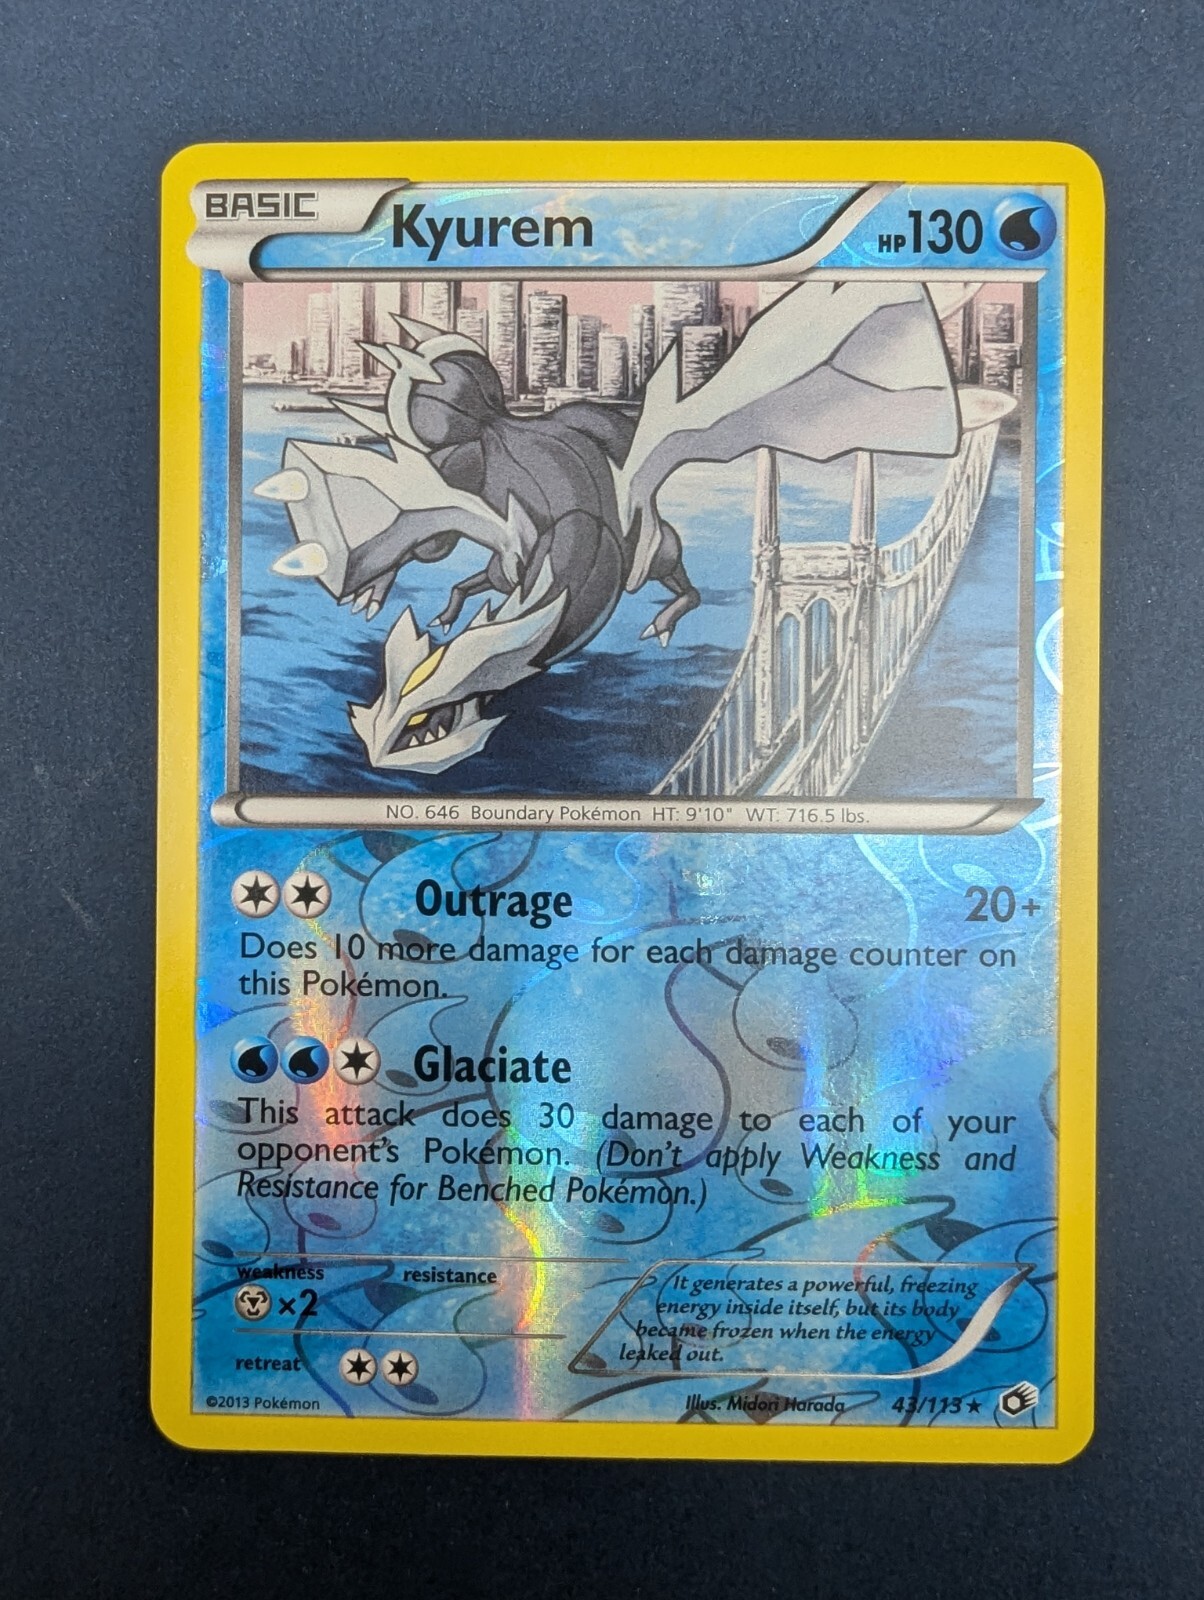 BASIC Kyurem HP130
NO. 646 Boundary Pokémon HT: 9'10" WT: 716.5 lbs.
Outrage 20+
Does 10 more damage for each damage counter on
this Pokémon.
Glaciate
This attack does 30 damage to each of your
opponent's Pokémon. (Don't apply Weakness and
Resistance for Benched Pokémon.)
weakness resistance
×2
It generates a powerful, freezing
energy inside itself, but its body
became frozen when the energy
leaked out.
retreat
©2013 Pokémon Illus. Midori Harada 43/113★